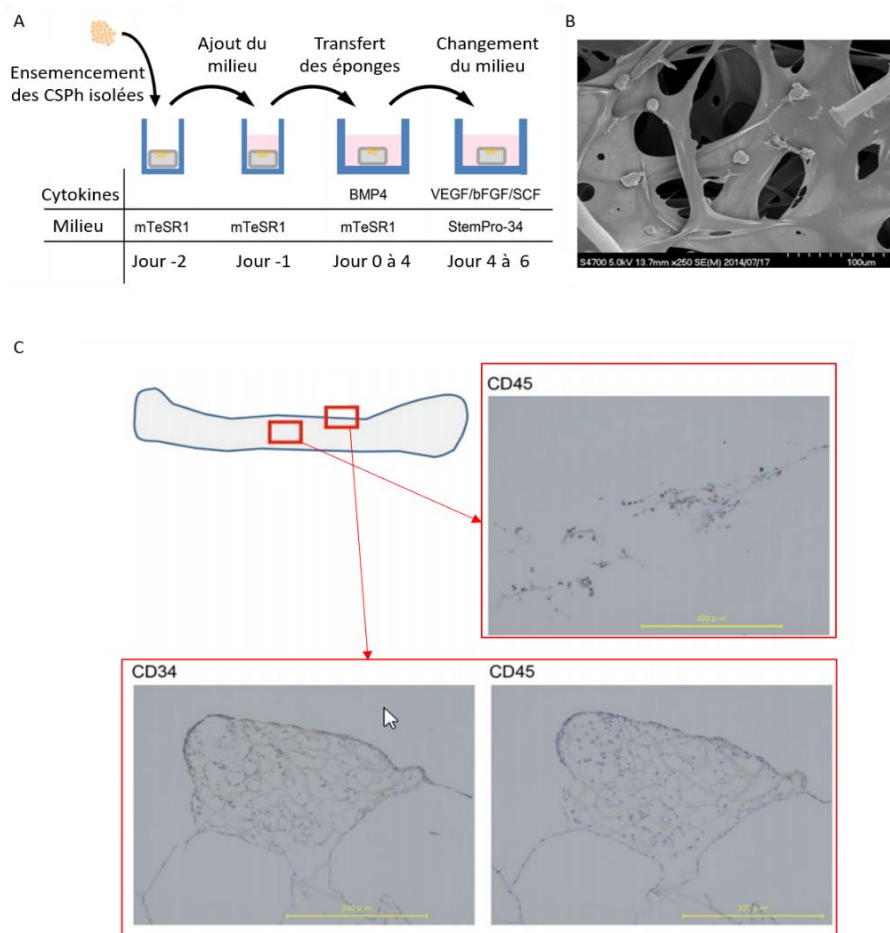 A
Ensemencement
des CSPh isolées
Ajout du
milieu
Transfert
des éponges
Changement
du milieu
Cytokines
BMP4
VEGF/bFGF/SCF
Milieu
mTeSR1
mTeSR1
mTeSR1
StemPro-34
Jour -2
Jour -1
Jour 0 à 4
Jour 4 à 6
B
S4700 5.0kV 13.7mm x250 SE(M) 2014/07/17
100um
C
CD45
CD34
CD45